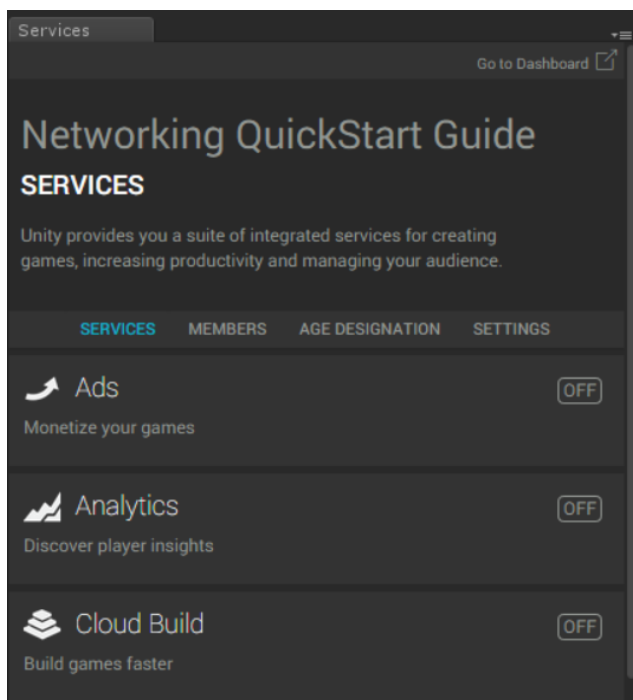 Services
Go to Dashboard
Networking QuickStart Guide
SERVICES
Unity provides you a suite of integrated services for creating
games, increasing productivity and managing your audience.
SERVICES MEMBERS AGE DESIGNATION SETTINGS
Ads OFF
Monetize your games
Analytics OFF
Discover player insights
Cloud Build OFF
Build games faster